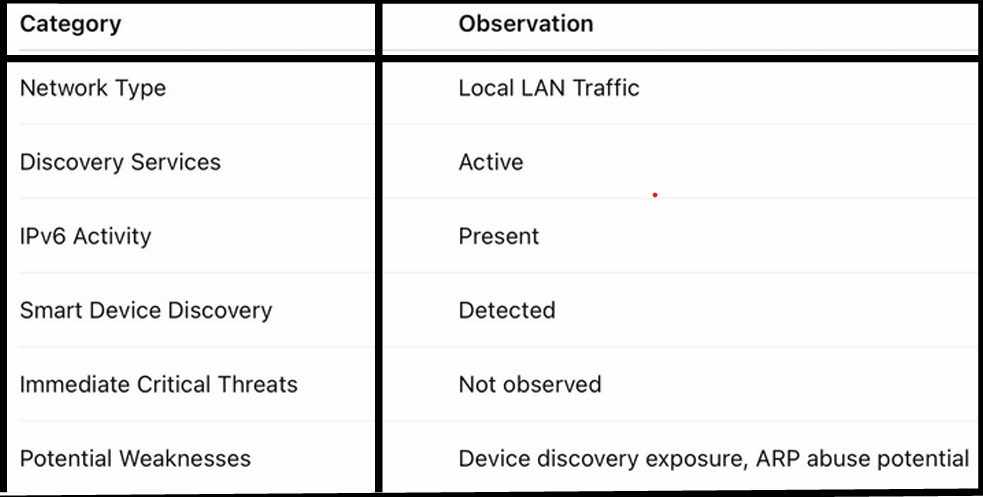 Category Observation
Network Type Local LAN Traffic
Discovery Services Active
IPv6 Activity Present
Smart Device Discovery Detected
Immediate Critical Threats Not observed
Potential Weaknesses Device discovery exposure, ARP abuse potential